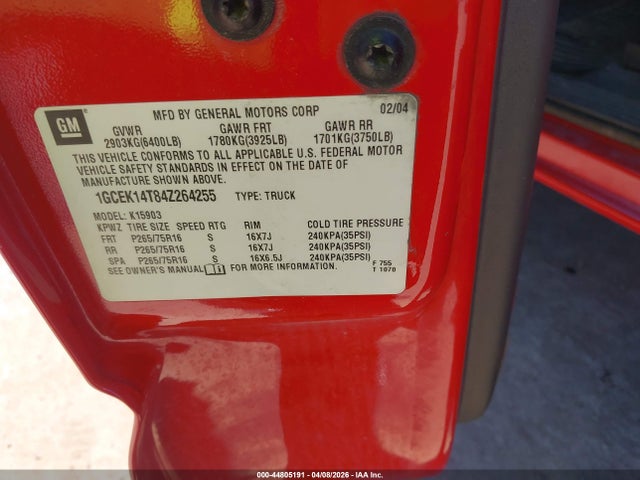 GM
MFD BY GENERAL MOTORS CORP 02/04
GVWR GAWR FRT GAWR RR
2903KG(6400LB) 1780KG(3925LB) 1701KG(3750LB)
THIS VEHICLE CONFORMS TO ALL APPLICABLE U.S. FEDERAL MOTOR
VEHICLE SAFETY STANDARDS IN EFFECT ON THE DATE OF
MANUFACTURE SHOWN ABOVE.
1GCEK14T84Z264255 TYPE: TRUCK
MODEL: K15903
KPWZ TIRE SIZE SPEED RTG RIM COLD TIRE PRESSURE
FRT P265/75R16 S 16X7J 240KPA(35PSI)
RR P265/75R16 S 16X7J 240KPA(35PSI)
SPA P265/75R16 S 16X6.5J 240KPA(35PSI)
SEE OWNER'S MANUAL FOR MORE INFORMATION. F 755
T 1070
000-44805191 - 04/08/2026 - IAA Inc.